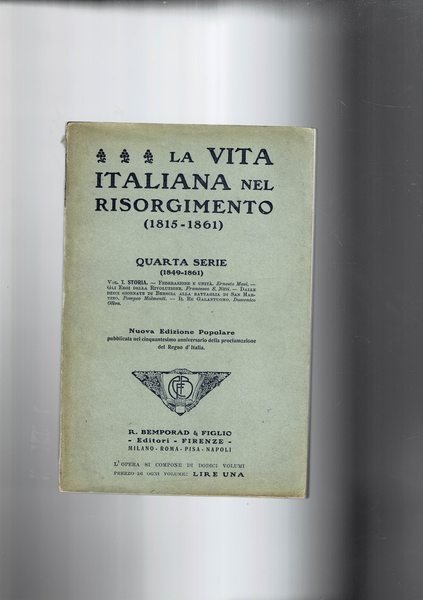 LA VITA
ITALIANA NEL
RISORGIMENTO
(1815-1861)
QUARTA SERIE
(1849-1861)
Vol. I. STORIA. — Federazione e unità. Ernesto Masi. —
Gli Eroi della Rivoluzione. Francesco S. Nitti. — Dalle
dieci giornate di Brescia alla battaglia di San Mar-
tino. Pompeo Molmenti. — Il Re Galantuomo. Domenico
Oliva.
Nuova Edizione Popolare
pubblicata nel cinquantesimo anniversario della proclamazione
del Regno d'Italia.
R. BEMPORAD & FIGLIO
- Editori - FIRENZE -
MILANO - ROMA - PISA - NAPOLI
L'OPERA SI COMPONE DI DODICI VOLUMI
PREZZO DI OGNI VOLUME: LIRE UNA